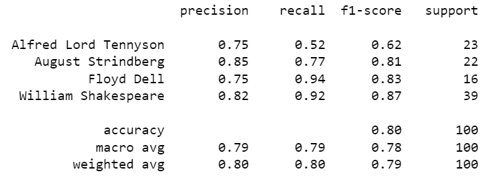 precision recall f1-score support
Alfred Lord Tennyson 0.75 0.52 0.62 23
August Strindberg 0.85 0.77 0.81 22
Floyd Dell 0.75 0.94 0.83 16
William Shakespeare 0.82 0.92 0.87 39
accuracy 0.80 100
macro avg 0.79 0.79 0.78 100
weighted avg 0.80 0.80 0.79 100